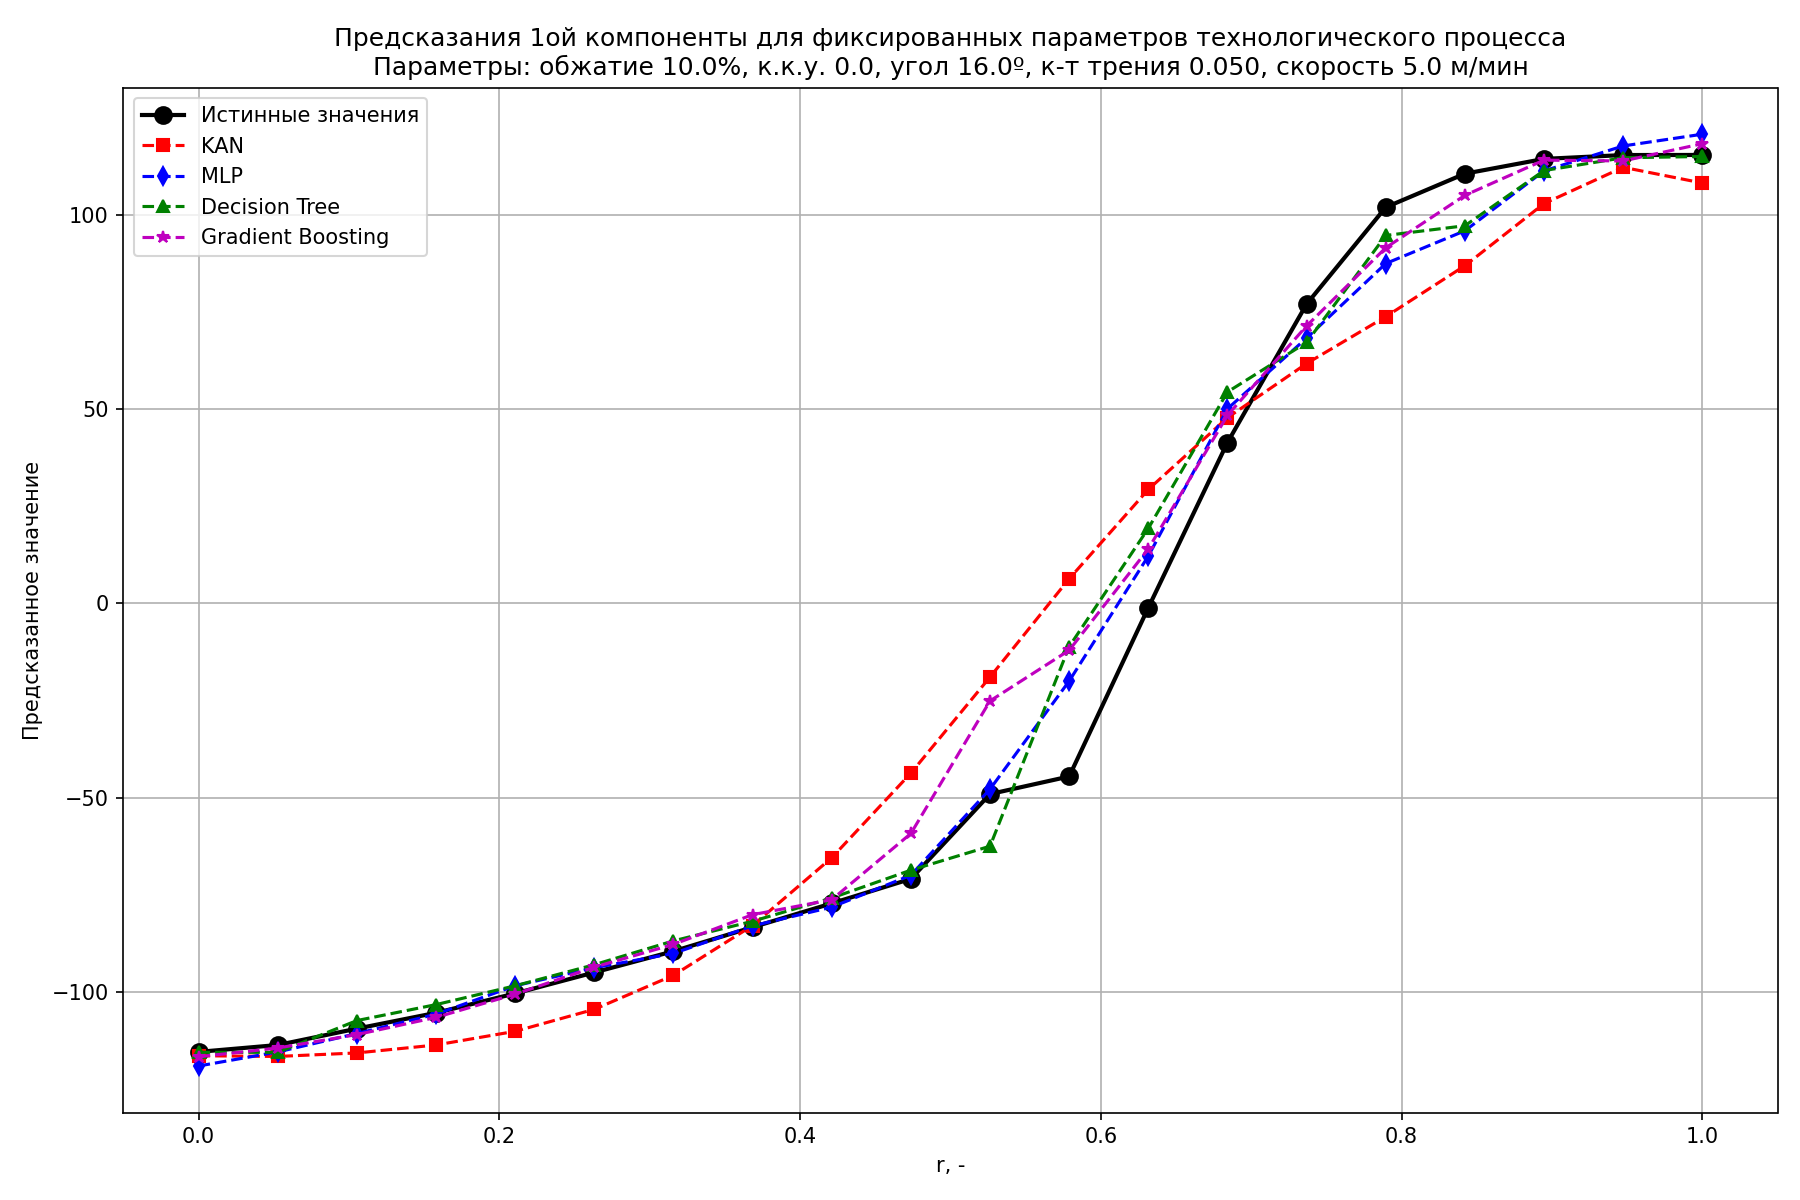 Предсказания 1ой компоненты для фиксированных параметров технологического процесса
Параметры: обжатие 10.0%, к.к.у. 0.0, угол 16.0º, к-т трения 0.050, скорость 5.0 м/мин
Истинные значения
KAN
MLP
Decision Tree
Gradient Boosting
Предсказанное значение
100
50
0
−50
−100
0.0
0.2
0.4
0.6
0.8
1.0
r, -